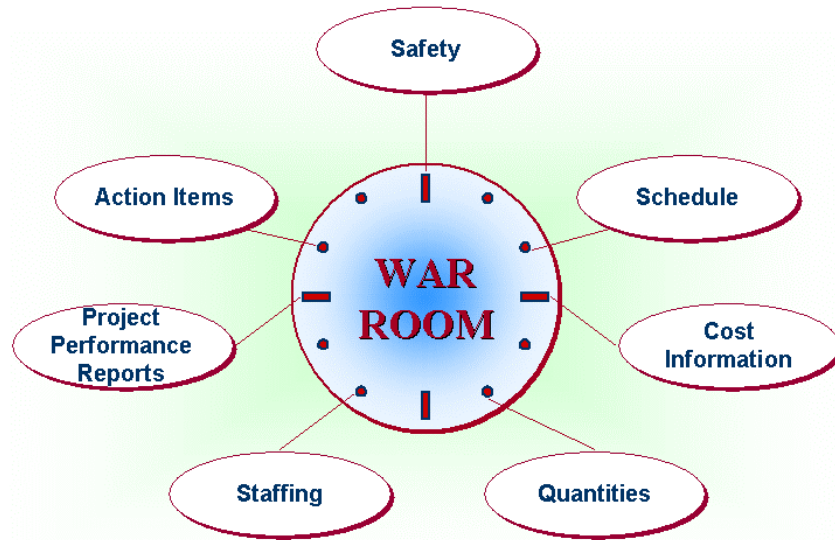 Safety
Action Items
Schedule
WAR
ROOM
Project
Performance
Reports
Cost
Information
Staffing
Quantities